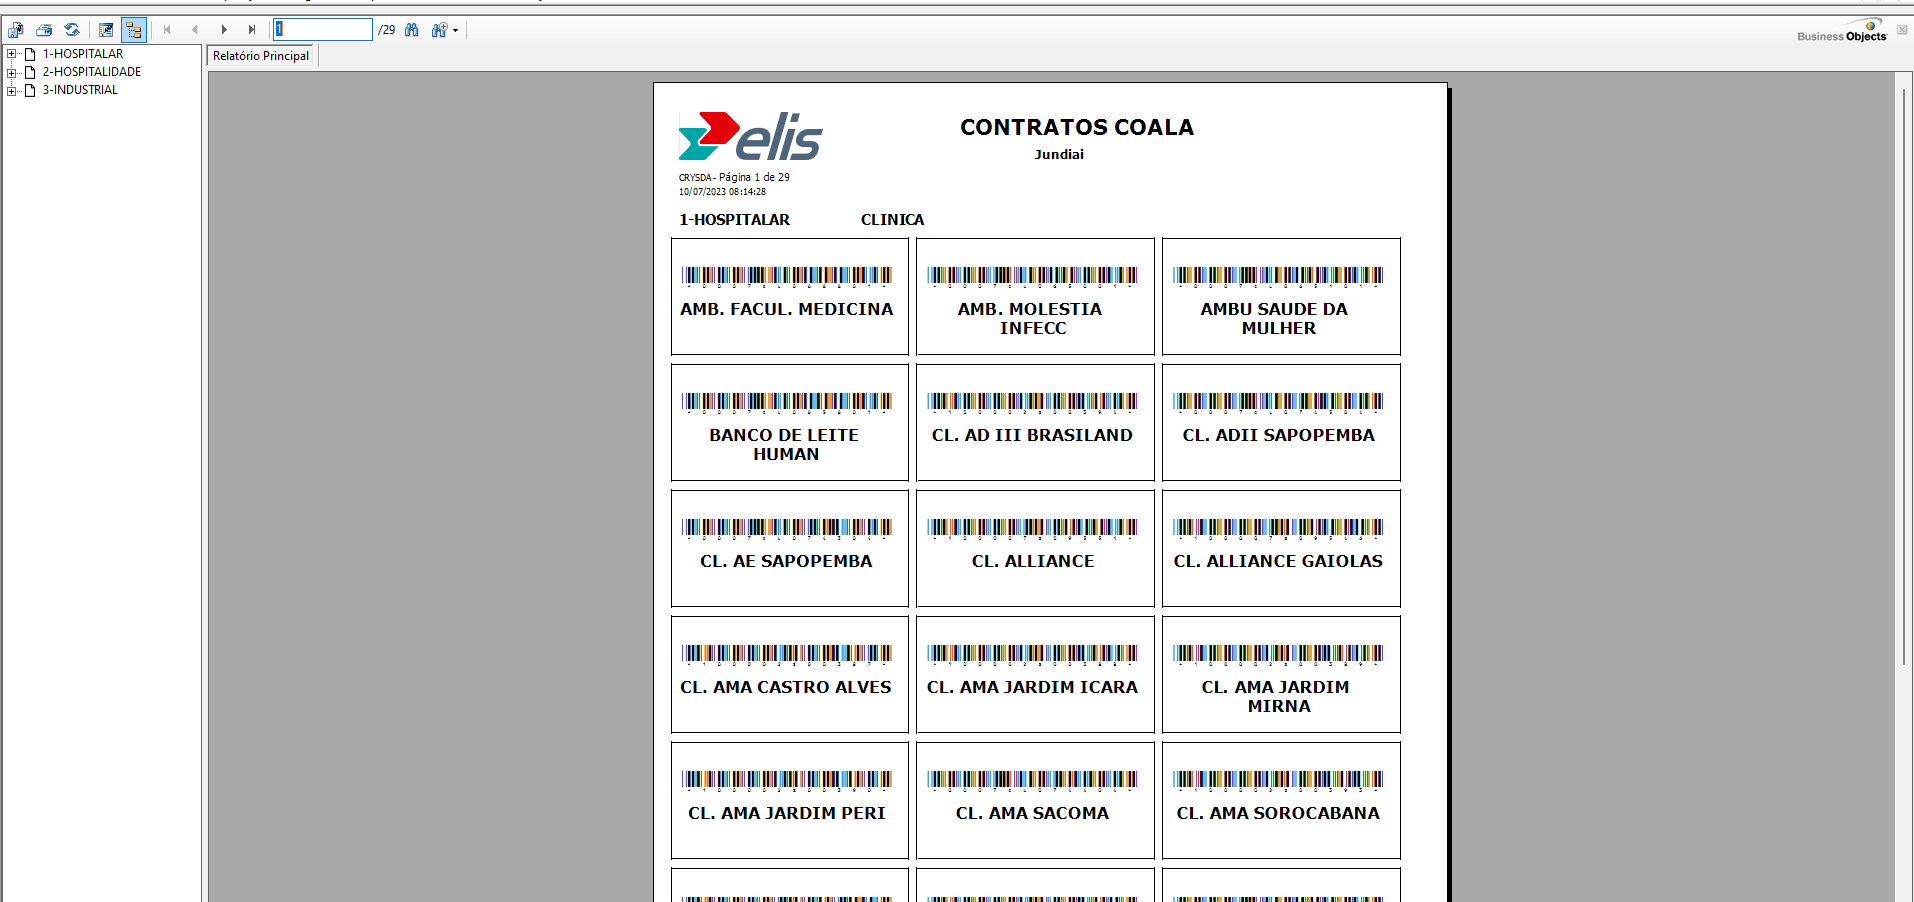 1
/29
Business Objects
1-HOSPITALAR
2-HOSPITALIDADE
3-INDUSTRIAL
Relatório Principal
elis
CONTRATOS COALA
Jundiai
CRYSDA - Página 1 de 29
10/07/2023 08:14:28
1-HOSPITALAR CLINICA
AMB. FACUL. MEDICINA
AMB. MOLESTIA
INFECC
AMBU SAUDE DA
MULHER
BANCO DE LEITE
HUMAN
CL. AD III BRASILAND
CL. ADII SAPOPEMBA
CL. AE SAPOPEMBA
CL. ALLIANCE
CL. ALLIANCE GAIOLAS
CL. AMA CASTRO ALVES
CL. AMA JARDIM ICARA
CL. AMA JARDIM
MIRNA
CL. AMA JARDIM PERI
CL. AMA SACOMA
CL. AMA SOROCABANA